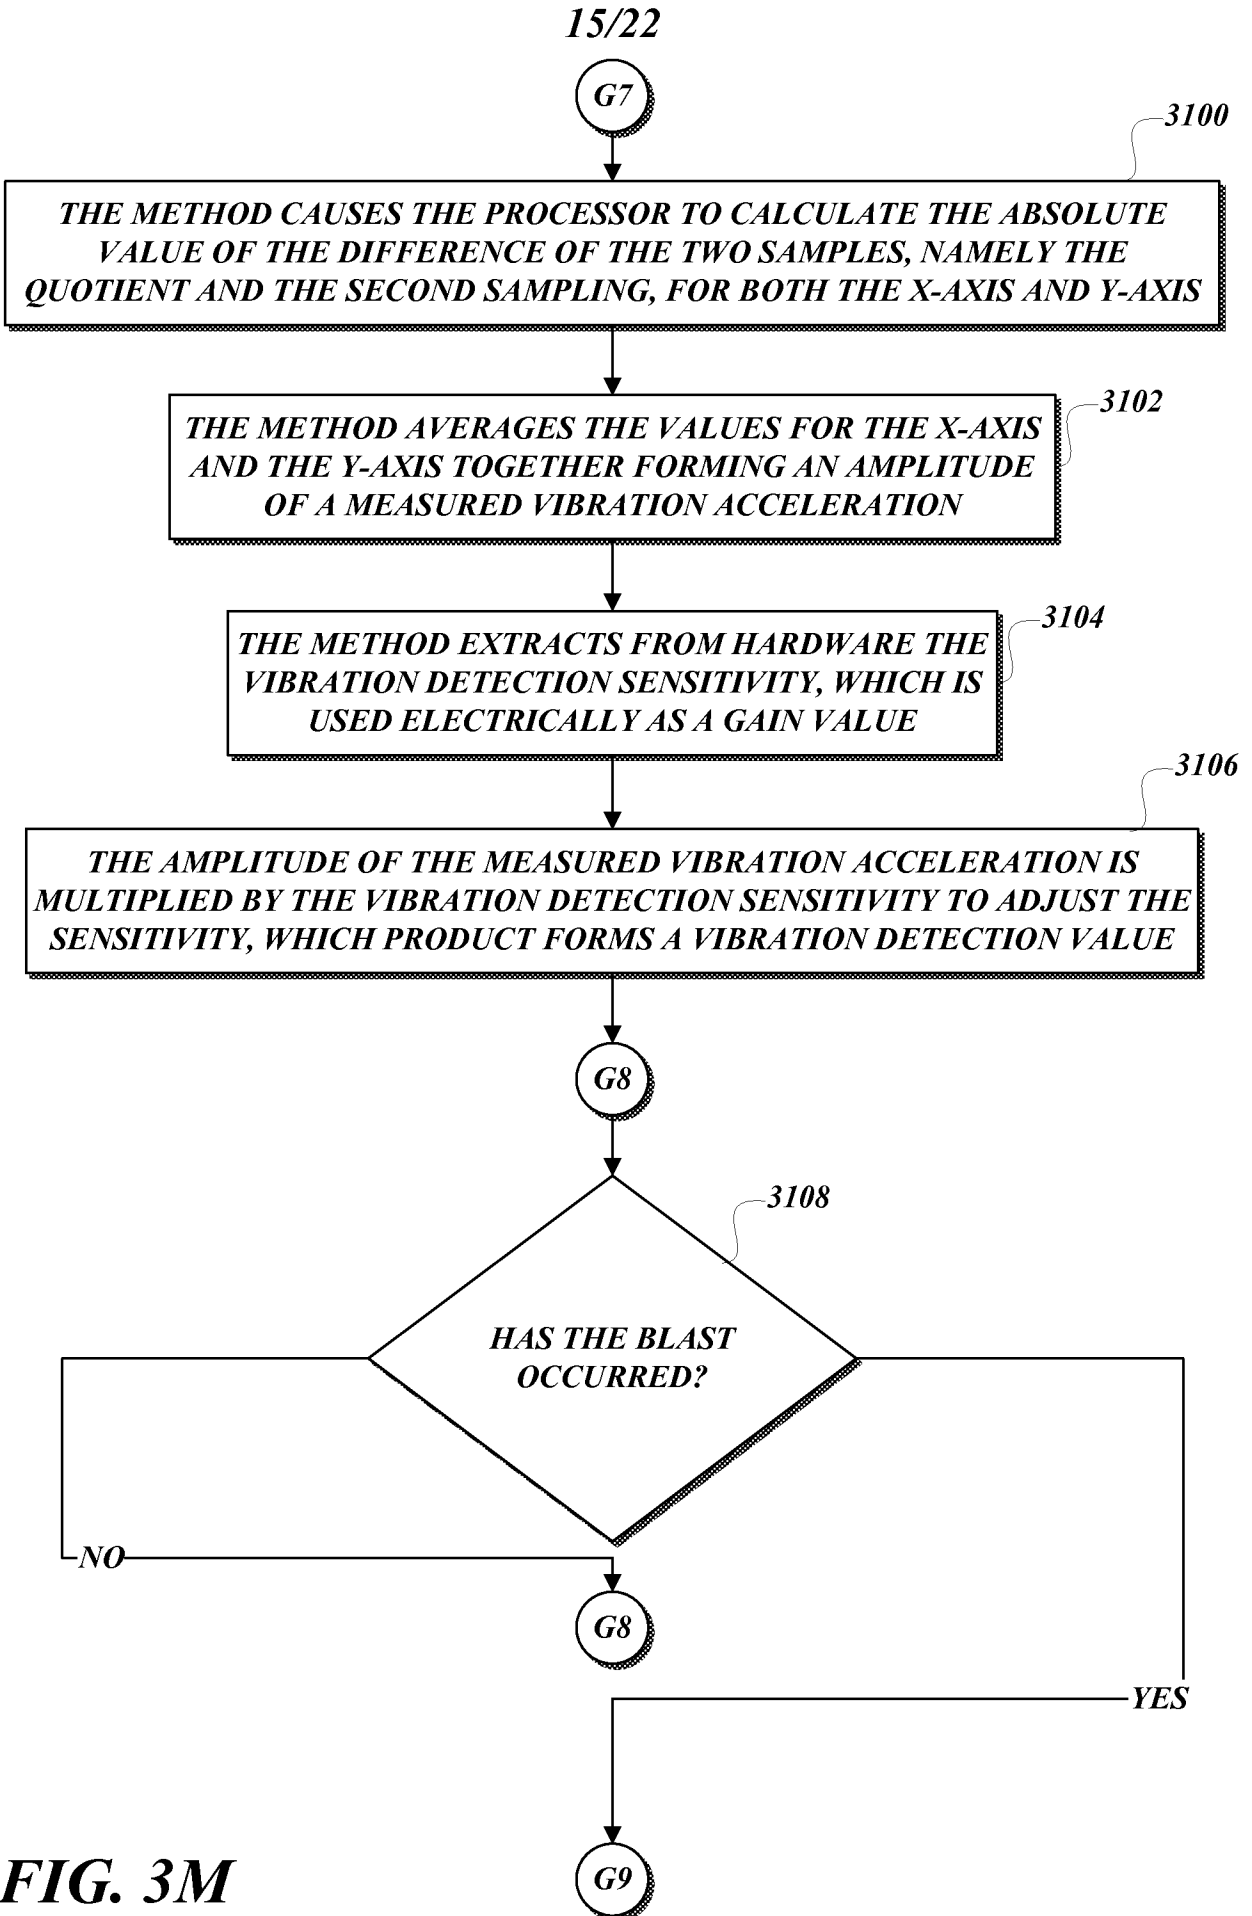 15/22
G7
3100
THE METHOD CAUSES THE PROCESSOR TO CALCULATE THE ABSOLUTE
VALUE OF THE DIFFERENCE OF THE TWO SAMPLES, NAMELY THE
QUOTIENT AND THE SECOND SAMPLING, FOR BOTH THE X-AXIS AND Y-AXIS
3102
THE METHOD AVERAGES THE VALUES FOR THE X-AXIS
AND THE Y-AXIS TOGETHER FORMING AN AMPLITUDE
OF A MEASURED VIBRATION ACCELERATION
3104
THE METHOD EXTRACTS FROM HARDWARE THE
VIBRATION DETECTION SENSITIVITY, WHICH IS
USED ELECTRICALLY AS A GAIN VALUE
3106
THE AMPLITUDE OF THE MEASURED VIBRATION ACCELERATION IS
MULTIPLIED BY THE VIBRATION DETECTION SENSITIVITY TO ADJUST THE
SENSITIVITY, WHICH PRODUCT FORMS A VIBRATION DETECTION VALUE
G8
3108
HAS THE BLAST
OCCURRED?
NO
G8
YES
G9
FIG. 3M